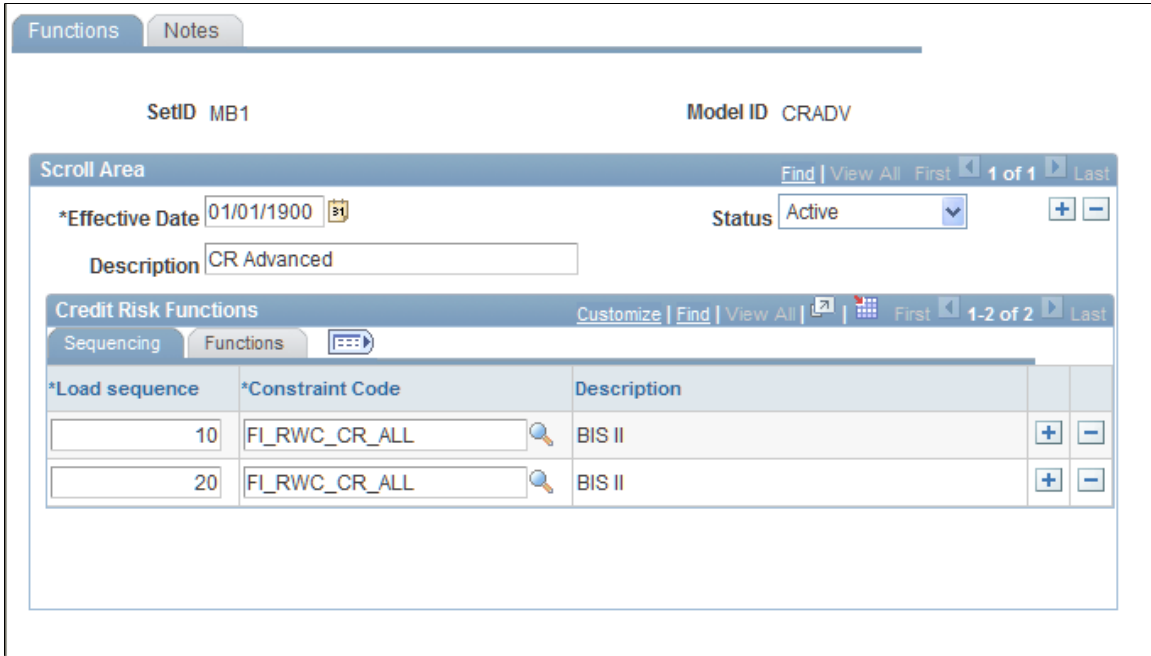 Functions Notes
SetID MB1 Model ID CRADV
Scroll Area Find | View All First 1 of 1 Last
*Effective Date 01/01/1900 31 Status Active
Description CR Advanced
Credit Risk Functions Customize | Find | View All | | First 1-2 of 2 Last
Sequencing Functions
*Load sequence *Constraint Code Description
10 FI_RWC_CR_ALL BIS II
20 FI_RWC_CR_ALL BIS II